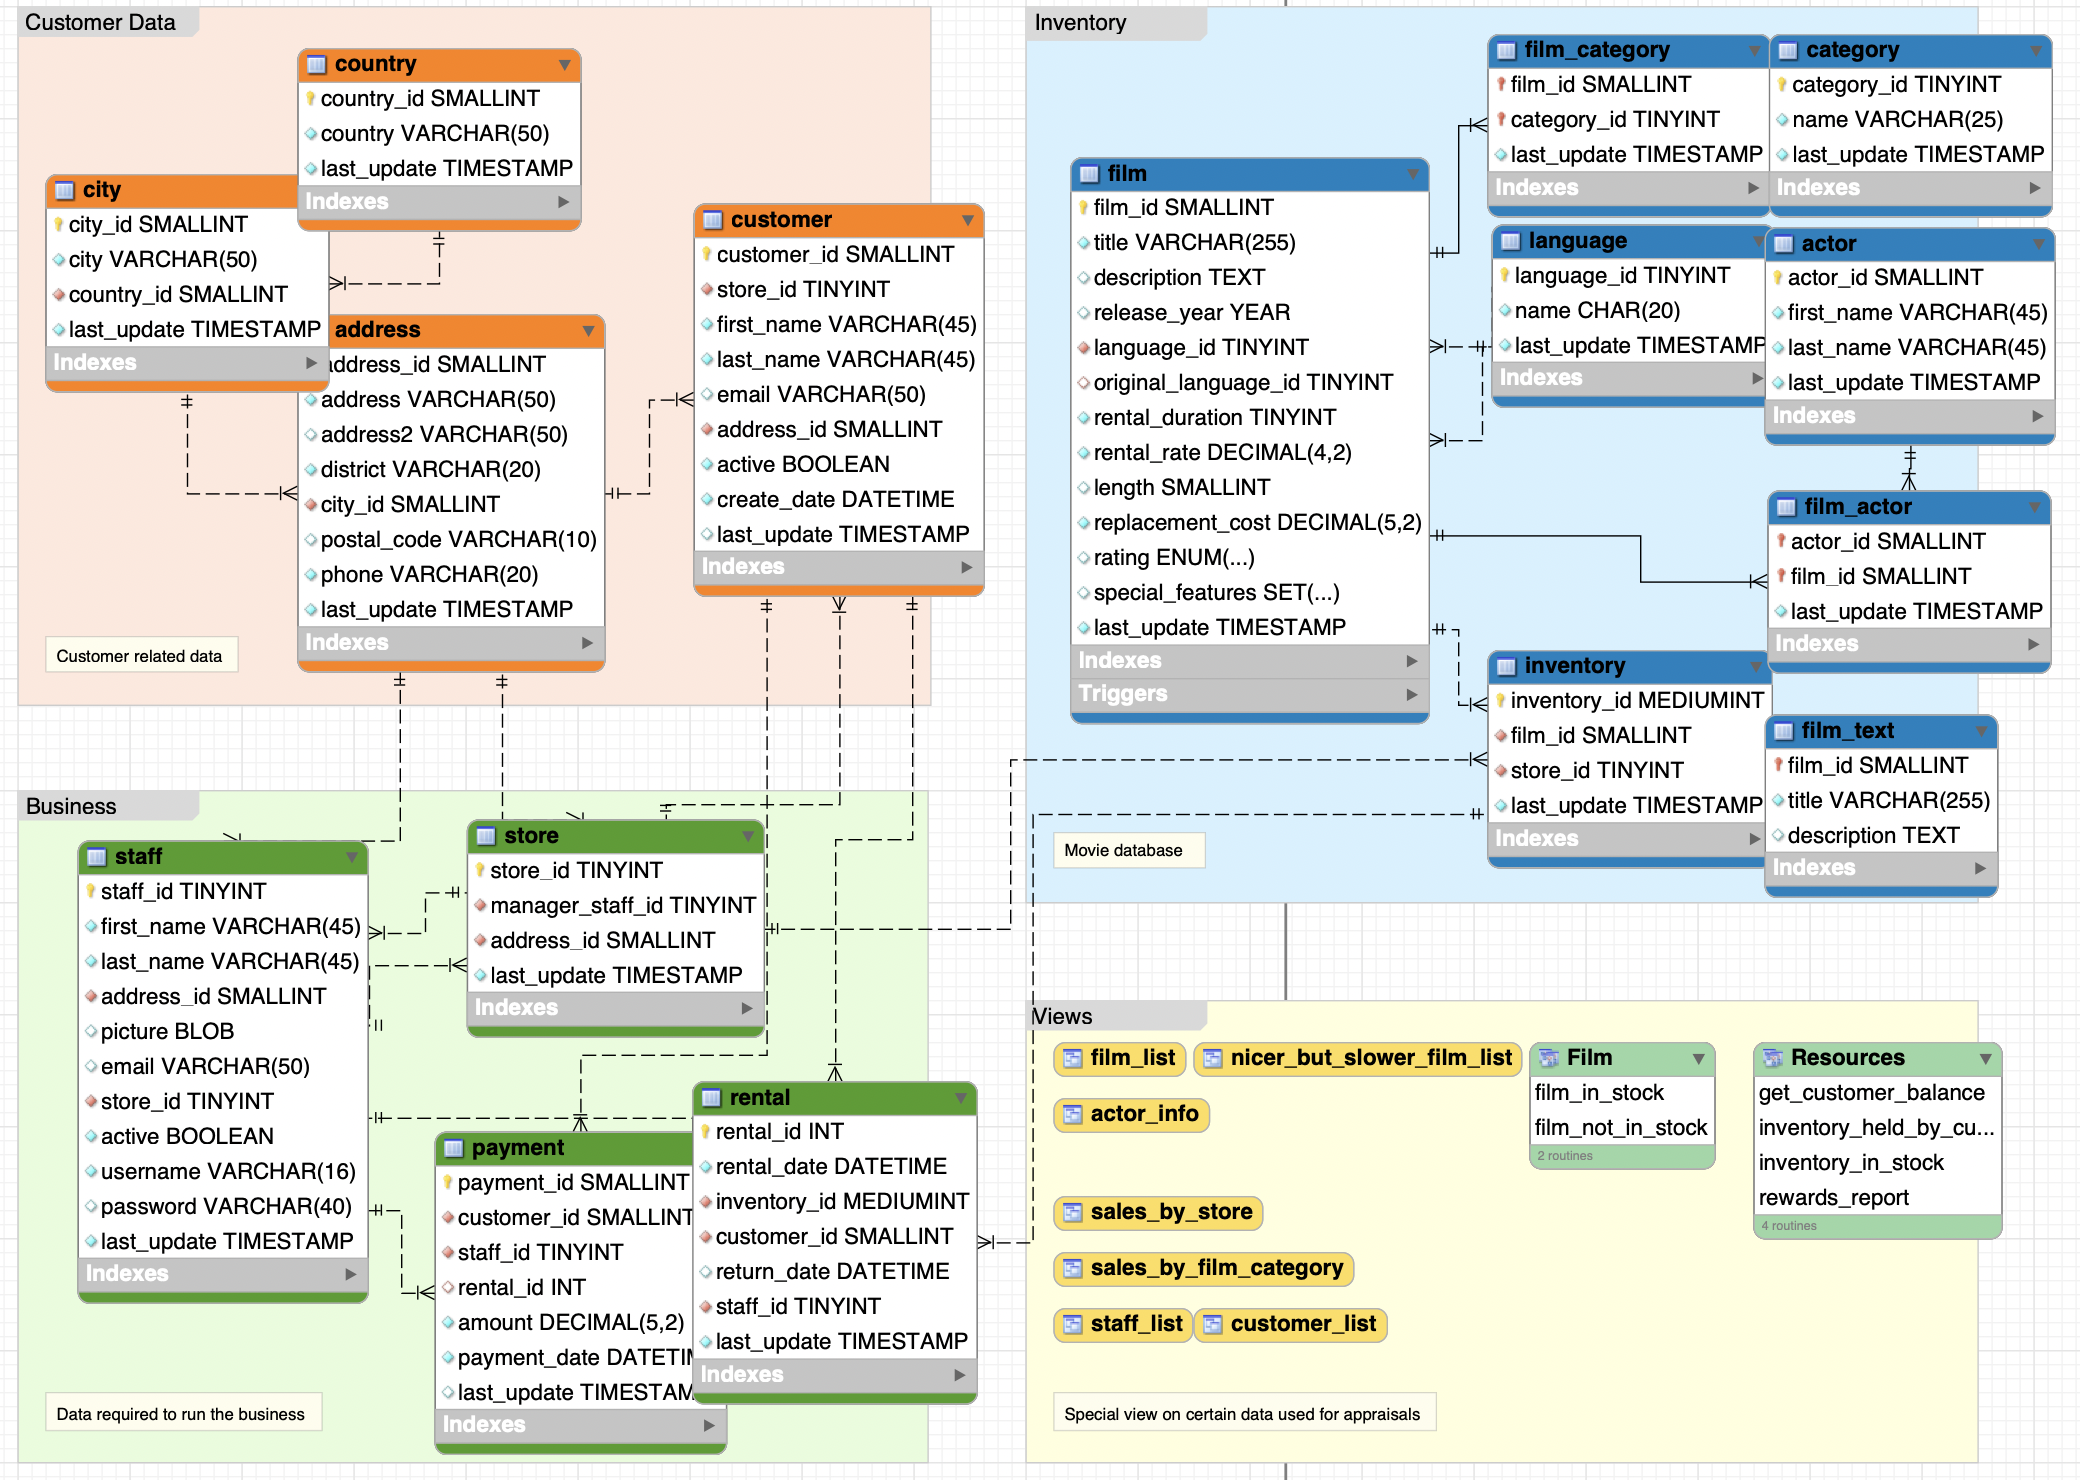 Customer Data
country
country_id SMALLINT
country VARCHAR(50)
last_update TIMESTAMP
Indexes
city
city_id SMALLINT
city VARCHAR(50)
country_id SMALLINT
last_update TIMESTAMP
Indexes
address
address_id SMALLINT
address VARCHAR(50)
address2 VARCHAR(50)
district VARCHAR(20)
city_id SMALLINT
postal_code VARCHAR(10)
phone VARCHAR(20)
last_update TIMESTAMP
Indexes
customer
customer_id SMALLINT
store_id TINYINT
first_name VARCHAR(45)
last_name VARCHAR(45)
email VARCHAR(50)
address_id SMALLINT
active BOOLEAN
create_date DATETIME
last_update TIMESTAMP
Indexes
Customer related data
Inventory
film
film_id SMALLINT
title VARCHAR(255)
description TEXT
release_year YEAR
language_id TINYINT
original_language_id TINYINT
rental_duration TINYINT
rental_rate DECIMAL(4,2)
length SMALLINT
replacement_cost DECIMAL(5,2)
rating ENUM(...)
special_features SET(...)
last_update TIMESTAMP
Indexes
Triggers
film_category
film_id SMALLINT
category_id TINYINT
last_update TIMESTAMP
Indexes
category
category_id TINYINT
name VARCHAR(25)
last_update TIMESTAMP
Indexes
language
language_id TINYINT
name CHAR(20)
last_update TIMESTAMP
Indexes
actor
actor_id SMALLINT
first_name VARCHAR(45)
last_name VARCHAR(45)
last_update TIMESTAMP
Indexes
film_actor
actor_id SMALLINT
film_id SMALLINT
last_update TIMESTAMP
Indexes
inventory
inventory_id MEDIUMINT
film_id SMALLINT
store_id TINYINT
last_update TIMESTAMP
Indexes
film_text
film_id SMALLINT
title VARCHAR(255)
description TEXT
Indexes
Movie database
Business
staff
staff_id TINYINT
first_name VARCHAR(45)
last_name VARCHAR(45)
address_id SMALLINT
picture BLOB
email VARCHAR(50)
store_id TINYINT
active BOOLEAN
username VARCHAR(16)
password VARCHAR(40)
last_update TIMESTAMP
Indexes
store
store_id TINYINT
manager_staff_id TINYINT
address_id SMALLINT
last_update TIMESTAMP
Indexes
payment
payment_id SMALLINT
customer_id SMALLINT
staff_id TINYINT
rental_id INT
amount DECIMAL(5,2)
payment_date DATETIM
last_update TIMESTAM
Indexes
rental
rental_id INT
rental_date DATETIME
inventory_id MEDIUMINT
customer_id SMALLINT
return_date DATETIME
staff_id TINYINT
last_update TIMESTAMP
Indexes
Data required to run the business
Views
film_list
nicer_but_slower_film_list
actor_info
sales_by_store
sales_by_film_category
staff_list
customer_list
Film
film_in_stock
film_not_in_stock
2 routines
Resources
get_customer_balance
inventory_held_by_cu...
inventory_in_stock
rewards_report
4 routines
Special view on certain data used for appraisals